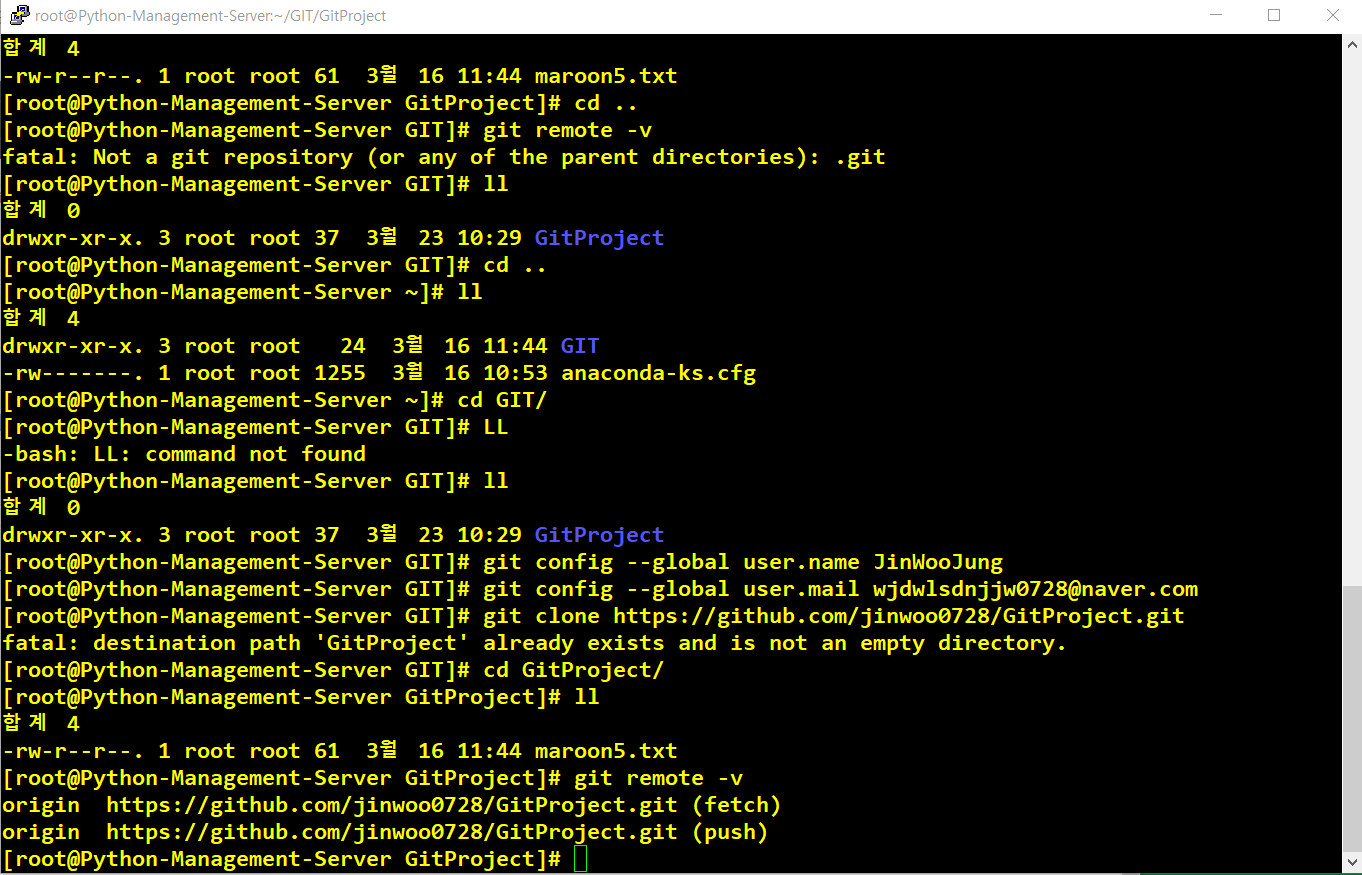 root@Python-Management-Server:~/GIT/GitProject
합계 4
-rw-r--r--. 1 root root 61  3월  16 11:44 maroon5.txt
[root@Python-Management-Server GitProject]# cd ..
[root@Python-Management-Server GIT]# git remote -v
fatal: Not a git repository (or any of the parent directories): .git
[root@Python-Management-Server GIT]# ll
합계 0
drwxr-xr-x. 3 root root 37  3월  23 10:29 GitProject
[root@Python-Management-Server GIT]# cd ..
[root@Python-Management-Server ~]# ll
합계 4
drwxr-xr-x. 3 root root   24  3월  16 11:44 GIT
-rw-------. 1 root root 1255  3월  16 10:53 anaconda-ks.cfg
[root@Python-Management-Server ~]# cd GIT/
[root@Python-Management-Server GIT]# LL
-bash: LL: command not found
[root@Python-Management-Server GIT]# ll
합계 0
drwxr-xr-x. 3 root root 37  3월  23 10:29 GitProject
[root@Python-Management-Server GIT]# git config --global user.name JinWooJung
[root@Python-Management-Server GIT]# git config --global user.mail wjdwlsdnjjw0728@naver.com
[root@Python-Management-Server GIT]# git clone https://github.com/jinwoo0728/GitProject.git
fatal: destination path 'GitProject' already exists and is not an empty directory.
[root@Python-Management-Server GIT]# cd GitProject/
[root@Python-Management-Server GitProject]# ll
합계 4
-rw-r--r--. 1 root root 61  3월  16 11:44 maroon5.txt
[root@Python-Management-Server GitProject]# git remote -v
origin  https://github.com/jinwoo0728/GitProject.git (fetch)
origin  https://github.com/jinwoo0728/GitProject.git (push)
[root@Python-Management-Server GitProject]#